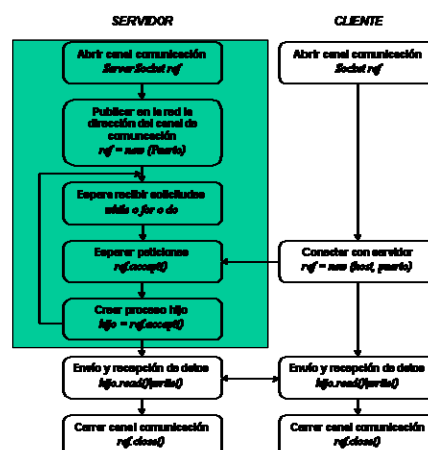 SERVIDOR
Abrir canal comunicación
ServerSocket ref
Publicar en la red la
dirección del canal de
comuncación
ref = new (Puerto)
Espera recibir solicitudes
while o for o do
Esperar peticiones
ref.accept()
Crear proceso hijo
hijo = ref.accept()
Envío y recepción de datos
hijo.read()/write()
Cerrar canal comunicación
ref.close()
CLIENTE
Abrir canal comunicación
Socket ref
Conectar con servidor
ref = new (host, puerto)
Envío y recepción de datos
hijo.read()/write()
Cerrar canal comunicación
ref.close()